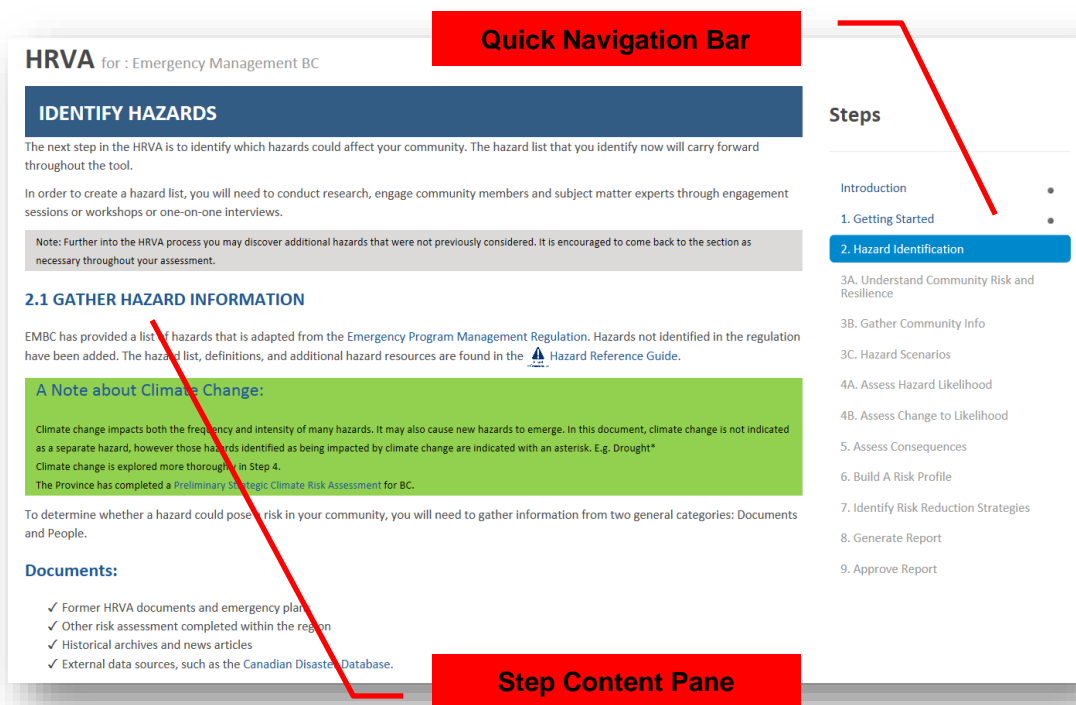 Quick Navigation Bar
HRVA for : Emergency Management BC
IDENTIFY HAZARDS
The next step in the HRVA is to identify which hazards could affect your community. The hazard list that you identify now will carry forward
throughout the tool.
In order to create a hazard list, you will need to conduct research, engage community members and subject matter experts through engagement
sessions or workshops or one-on-one interviews.
Note: Further into the HRVA process you may discover additional hazards that were not previously considered. It is encouraged to come back to the section as
necessary throughout your assessment.
2.1 GATHER HAZARD INFORMATION
EMBC has provided a list of hazards that is adapted from the Emergency Program Management Regulation. Hazards not identified in the regulation
have been added. The hazard list, definitions, and additional hazard resources are found in the Hazard Reference Guide.
A Note about Climate Change:
Climate change impacts both the frequency and intensity of many hazards. It may also cause new hazards to emerge. In this document, climate change is not indicated
as a separate hazard, however those hazards identified as being impacted by climate change are indicated with an asterisk. E.g. Drought*
Climate change is explored more thoroughly in Step 4.
The Province has completed a Preliminary Strategic Climate Risk Assessment for BC.
To determine whether a hazard could pose a risk in your community, you will need to gather information from two general categories: Documents
and People.
Documents:
✓ Former HRVA documents and emergency plans
✓ Other risk assessment completed within the region
✓ Historical archives and news articles
✓ External data sources, such as the Canadian Disaster Database.
Step Content Pane
Steps
Introduction
1. Getting Started
2. Hazard Identification
3A. Understand Community Risk and
Resilience
3B. Gather Community Info
3C. Hazard Scenarios
4A. Assess Hazard Likelihood
4B. Assess Change to Likelihood
5. Assess Consequences
6. Build A Risk Profile
7. Identify Risk Reduction Strategies
8. Generate Report
9. Approve Report